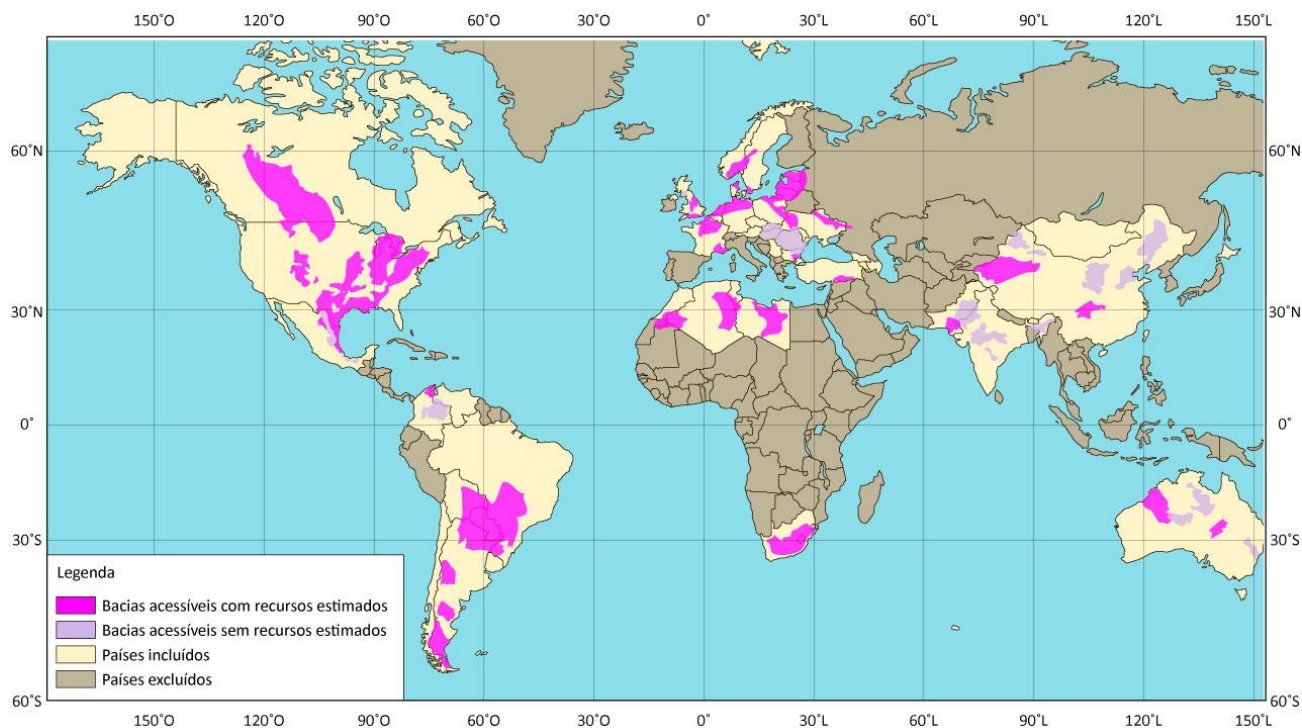 150˚O 120˚O 90˚O 60˚O 30˚O 0˚ 30˚L 60˚L 90˚L 120˚L 150˚L
60˚N 60˚N
30˚N 30˚N
0˚ 0˚
30˚S 30˚S
Legenda
Bacias acessíveis com recursos estimados
Bacias acessíveis sem recursos estimados
Países incluídos
Países excluídos
60˚S 60˚S
150˚O 120˚O 90˚O 60˚O 30˚O 0˚ 30˚L 60˚L 90˚L 120˚L 150˚L